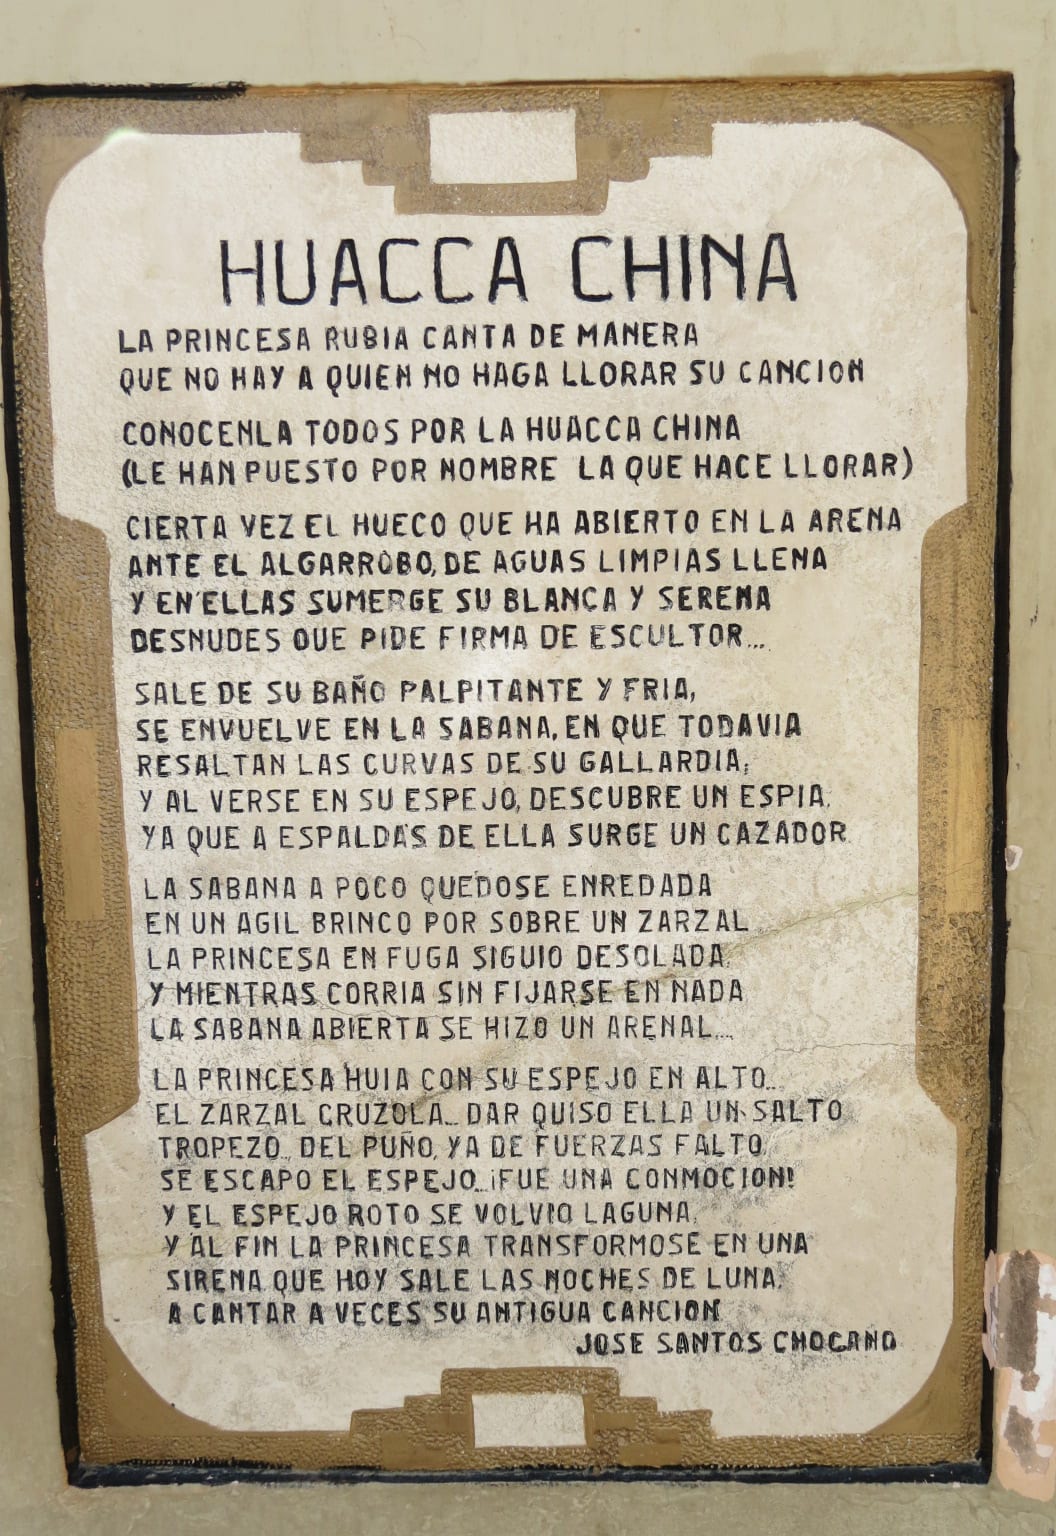 HUACCA CHINA
LA PRINCESA RUBIA CANTA DE MANERA
QUE NO HAY A QUIEN NO HAGA LLORAR SU CANCION
CONOCENLA TODOS POR LA HUACCA CHINA
(LE HAN PUESTO POR NOMBRE LA QUE HACE LLORAR)
CIERTA VEZ EL HUECO QUE HA ABIERTO EN LA ARENA
ANTE EL ALGARROBO, DE AGUAS LIMPIAS LLENA
Y EN ELLAS SUMERGE SU BLANCA Y SERENA
DESNUDES QUE PIDE FIRMA DE ESCULTOR...
SALE DE SU BAÑO PALPITANTE Y FRIA,
SE ENVUELVE EN LA SABANA, EN QUE TODAVIA
RESALTAN LAS CURVAS DE SU GALLARDIA;
Y AL VERSE EN SU ESPEJO, DESCUBRE UN ESPIA.
YA QUE A ESPALDAS DE ELLA SURGE UN CAZADOR
LA SABANA A POCO QUEDOSE ENREDADA
EN UN AGIL BRINCO POR SOBRE UN ZARZAL
LA PRINCESA EN FUGA SIGUIO DESOLADA.
Y MIENTRAS CORRIA SIN FIJARSE EN NADA
LA SABANA ABIERTA SE HIZO UN ARENAL...
LA PRINCESA HUIA CON SU ESPEJO EN ALTO..
EL ZARZAL CRUZOLA... DAR QUISO ELLA UN SALTO
TROPEZO.. DEL PUÑO, YA DE FUERZAS FALTO.
SE ESCAPO EL ESPEJO...¡FUE UNA CONMOCION!
Y EL ESPEJO ROTO SE VOLVIO LAGUNA.
Y AL FIN LA PRINCESA TRANSFORMOSE EN UNA
SIRENA QUE HOY SALE LAS NOCHES DE LUNA.
A CANTAR A VECES SU ANTIGUA CANCION
JOSE SANTOS CHOCANO